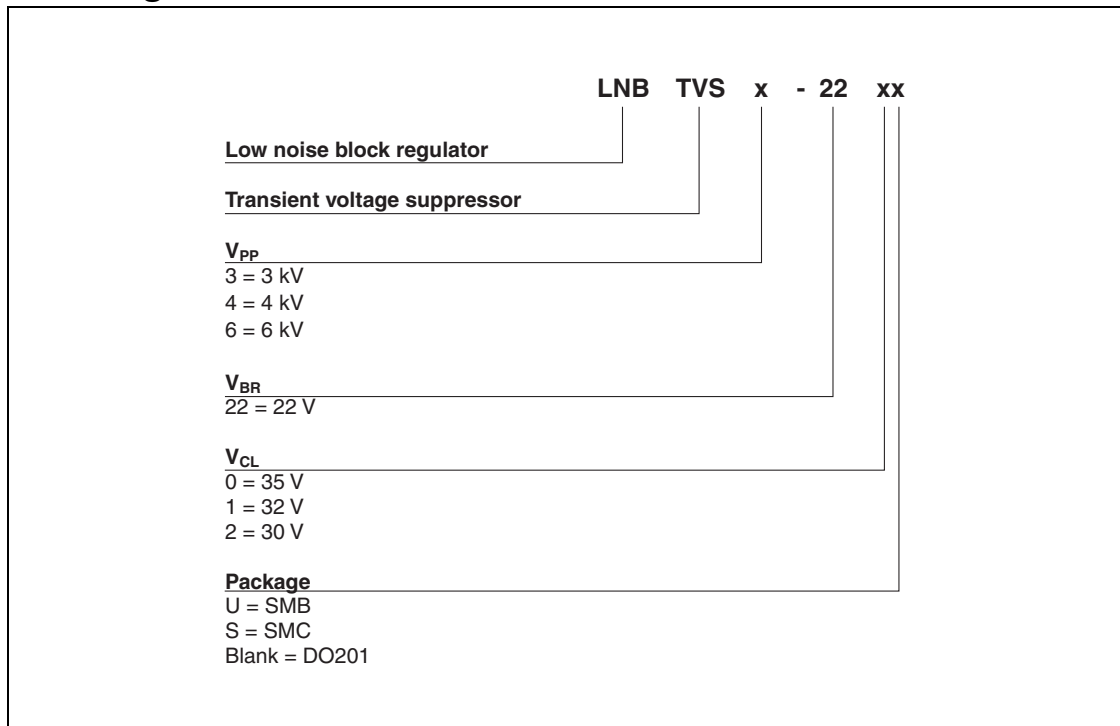 LNB TVS x - 22 xx
Low noise block regulator
Transient voltage suppressor
VPP
3 = 3 kV
4 = 4 kV
6 = 6 kV
VBR
22 = 22 V
VCL
0 = 35 V
1 = 32 V
2 = 30 V
Package
U = SMB
S = SMC
Blank = DO201